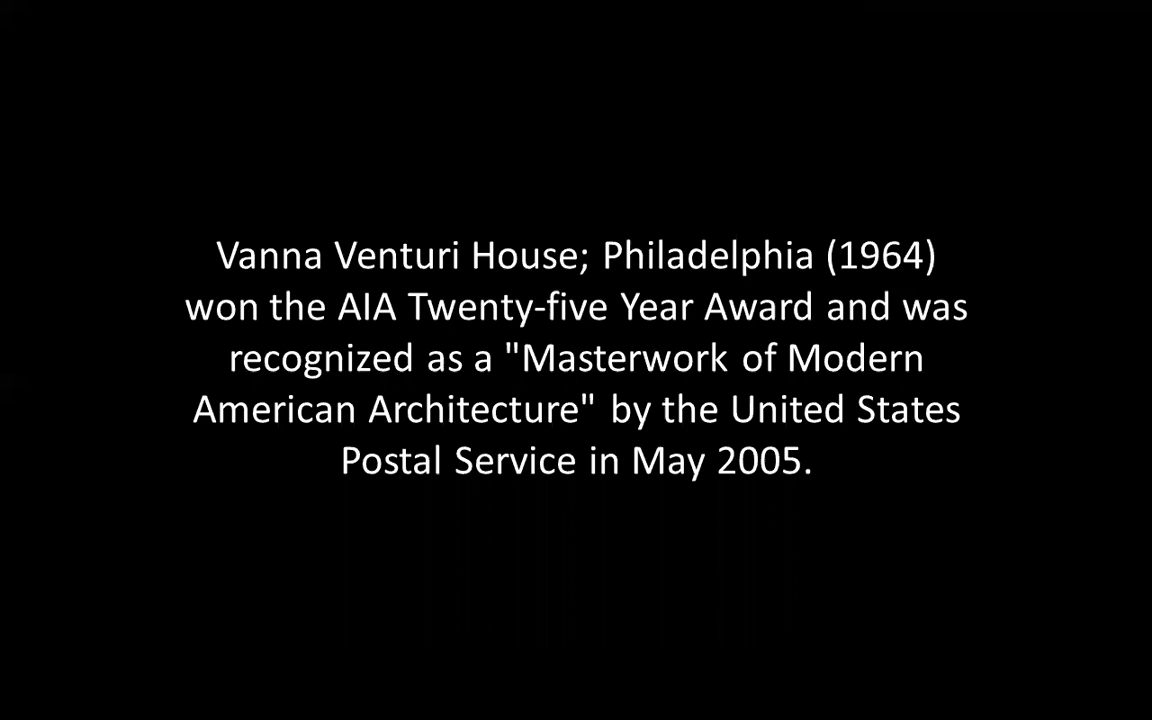 Vanna Venturi House; Philadelphia (1964)
won the AIA Twenty-five Year Award and was
recognized as a "Masterwork of Modern
American Architecture" by the United States
Postal Service in May 2005.